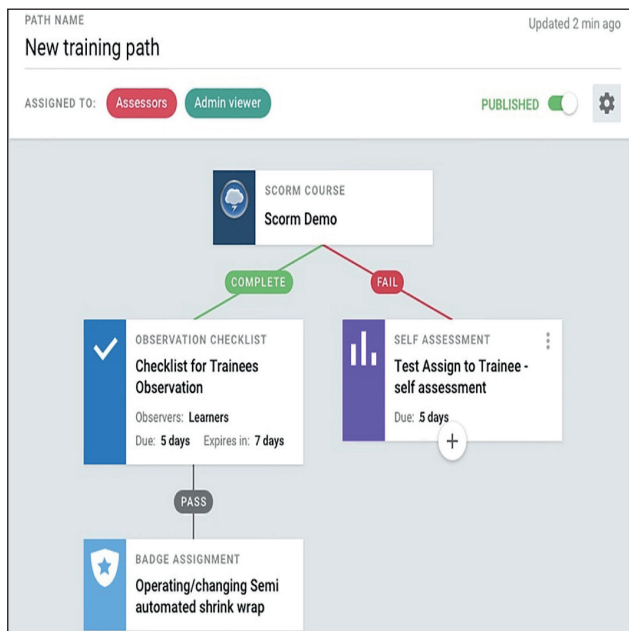 PATH NAME
Updated 2 min ago
New training path
ASSIGNED TO: Assessors Admin viewer PUBLISHED
SCORM COURSE
Scorm Demo
COMPLETE FAIL
OBSERVATION CHECKLIST
Checklist for Trainees
Observation
Observers: Learners
Due: 5 days Expires in: 7 days
SELF ASSESSMENT
Test Assign to Trainee -
self assessment
Due: 5 days
PASS
BADGE ASSIGNMENT
Operating/changing Semi
automated shrink wrap